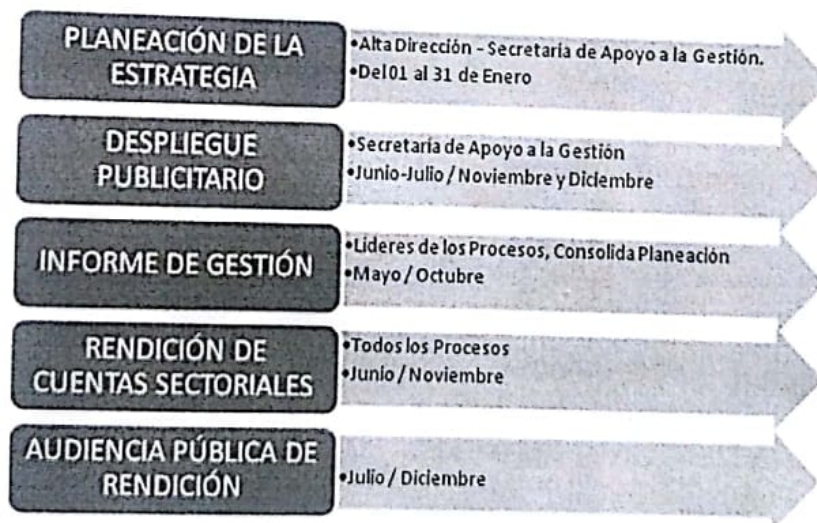 PLANEACIÓN DE LA
ESTRATEGIA
•Alta Dirección – Secretaría de Apoyo a la Gestión.
•Del 01 al 31 de Enero
DESPLIEGUE
PUBLICITARIO
•Secretaría de Apoyo a la Gestión
•Junio-Julio / Noviembre y Diciembre
INFORME DE GESTIÓN
•Lideres de los Procesos, Consolida Planeación
•Mayo / Octubre
RENDICIÓN DE
CUENTAS SECTORIALES
•Todos los Procesos
•Junio / Noviembre
AUDIENCIA PÚBLICA DE
RENDICIÓN
•Julio / Diciembre